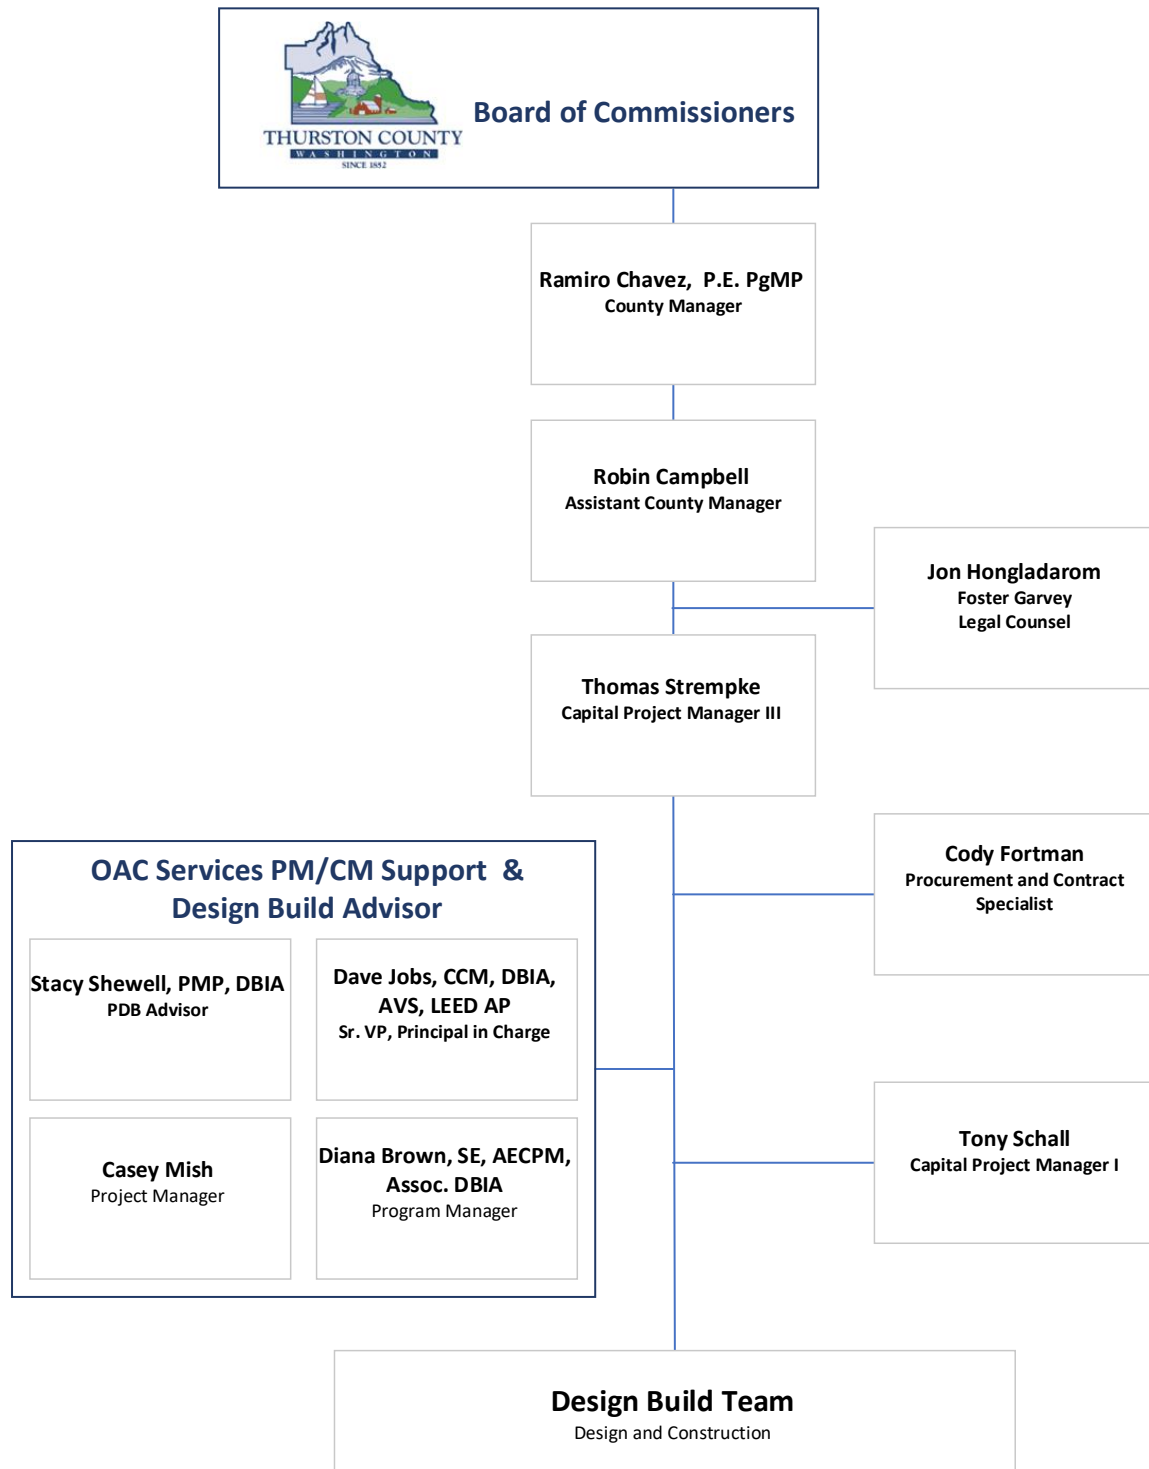 Board of Commissioners
THURSTON COUNTY
WASHINGTON
SINCE 1852
Ramiro Chavez, P.E. PgMP
County Manager
Robin Campbell
Assistant County Manager
Jon Hongladarom
Foster Garvey
Legal Counsel
Thomas Strempke
Capital Project Manager III
Cody Fortman
Procurement and Contract
Specialist
OAC Services PM/CM Support &
Design Build Advisor
Stacy Shewell, PMP, DBIA
PDB Advisor
Dave Jobs, CCM, DBIA,
AVS, LEED AP
Sr. VP, Principal in Charge
Casey Mish
Project Manager
Diana Brown, SE, AECPM,
Assoc. DBIA
Program Manager
Tony Schall
Capital Project Manager I
Design Build Team
Design and Construction